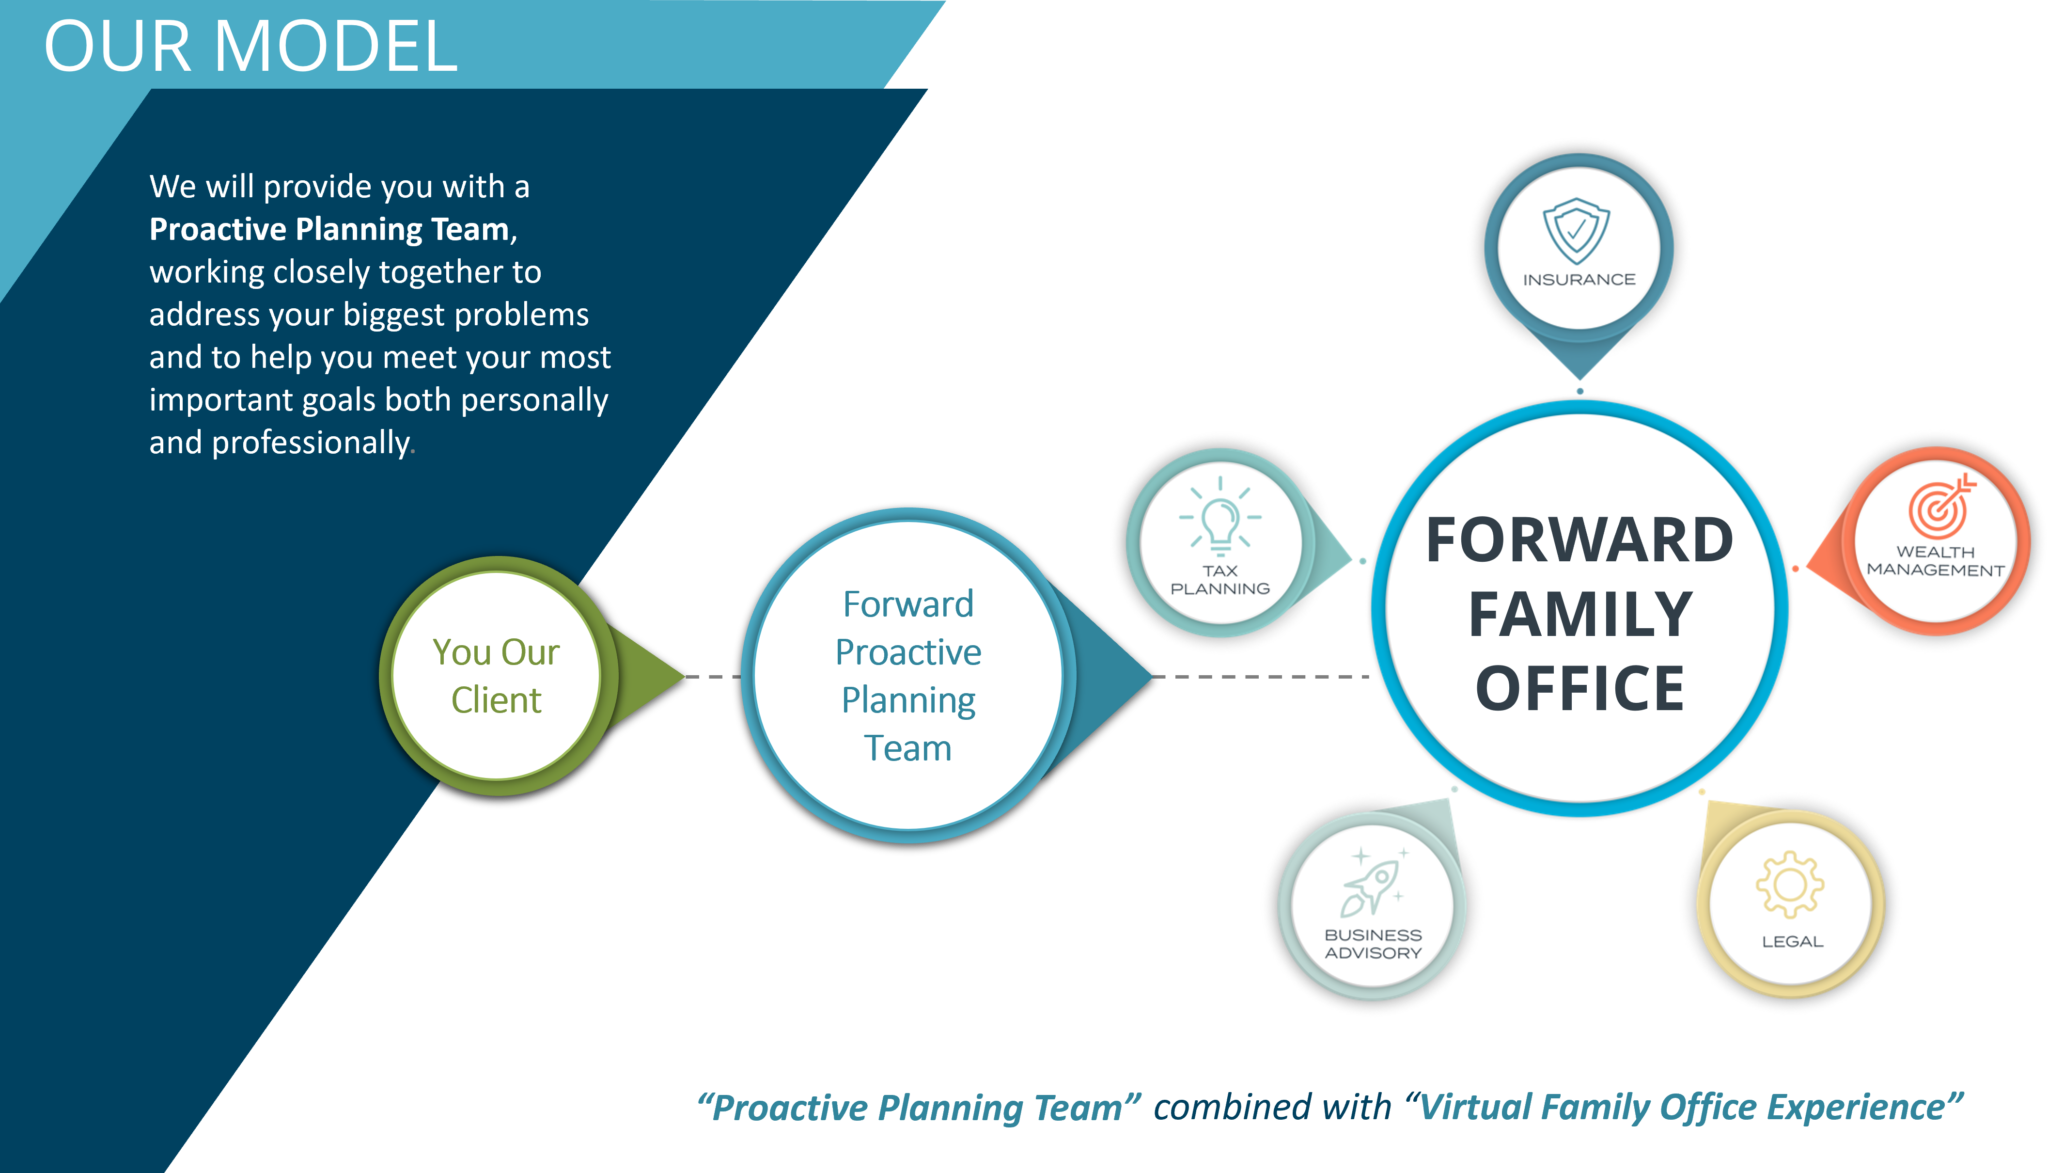 OUR MODEL
We will provide you with a
Proactive Planning Team,
working closely together to
address your biggest problems
and to help you meet your most
important goals both personally
and professionally.
You Our
Client
Forward
Proactive
Planning
Team
TAX
PLANNING
INSURANCE
FORWARD
FAMILY
OFFICE
WEALTH
MANAGEMENT
BUSINESS
ADVISORY
LEGAL
“Proactive Planning Team” combined with “Virtual Family Office Experience”